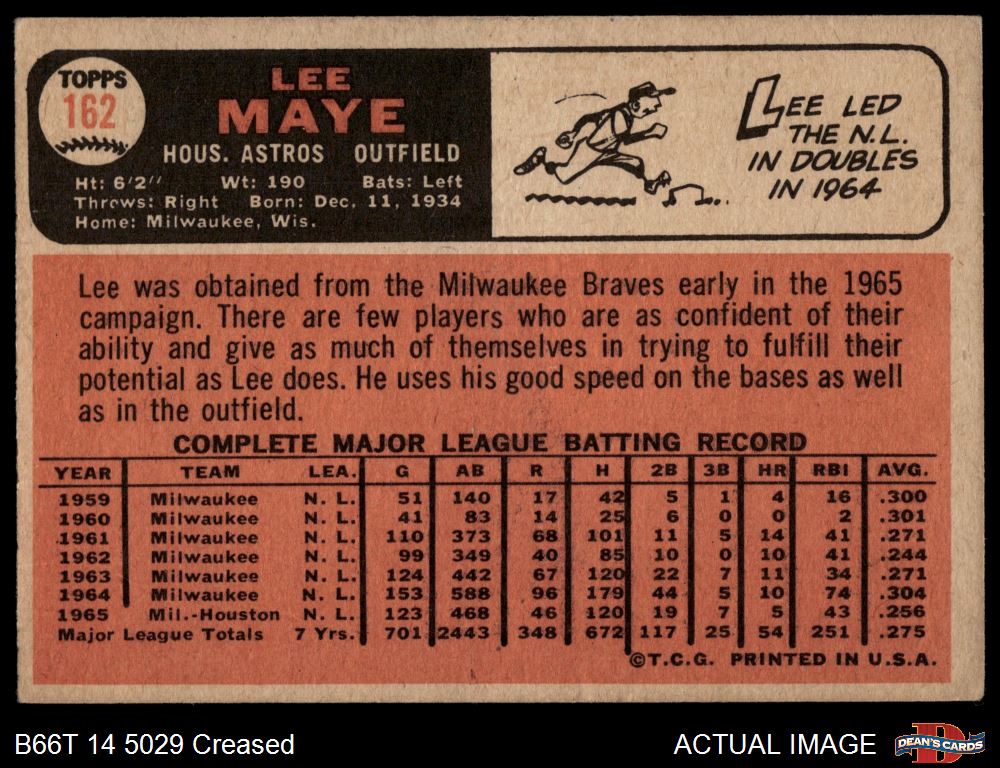 TOPPS
162
LEE
MAYE
HOUS. ASTROS OUTFIELD
Ht: 6'2" Wt: 190 Bats: Left
Throws: Right Born: Dec. 11, 1934
Home: Milwaukee, Wis.
LEE LED
THE N.L.
IN DOUBLES
IN 1964
Lee was obtained from the Milwaukee Braves early in the 1965
campaign. There are few players who are as confident of their
ability and give as much of themselves in trying to fulfill their
potential as Lee does. He uses his good speed on the bases as well
as in the outfield.
COMPLETE MAJOR LEAGUE BATTING RECORD
YEAR TEAM LEA. G AB R H 2B 3B HR RBI AVG.
1959 Milwaukee N. L. 51 140 17 42 5 1 4 16 .300
1960 Milwaukee N. L. 41 83 14 25 6 0 0 2 .301
1961 Milwaukee N. L. 110 373 68 101 11 5 14 41 .271
1962 Milwaukee N. L. 99 349 40 85 10 0 10 41 .244
1963 Milwaukee N. L. 124 442 67 120 22 7 11 34 .271
1964 Milwaukee N. L. 153 588 96 179 44 5 10 74 .304
1965 Mil.-Houston N. L. 123 468 46 120 19 7 5 43 .256
Major League Totals 7 Yrs. 701 2443 348 672 117 25 54 251 .275
©T.C.G. PRINTED IN U.S.A.
B66T 14 5029 Creased
ACTUAL IMAGE
D
DEAN'S CARDS